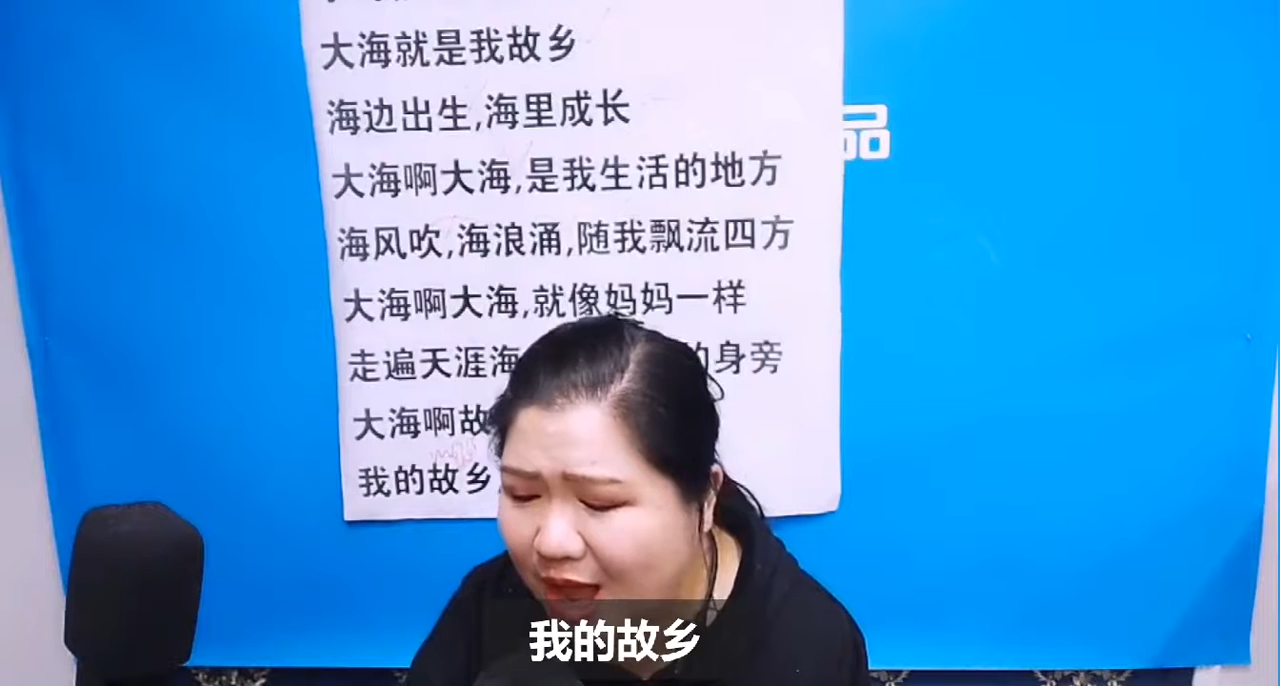 大海就是我故乡
海边出生,海里成长
大海啊大海,是我生活的地方
海风吹,海浪涌,随我飘流四方
大海啊大海,就像妈妈一样
走遍天涯海
身旁
大海啊故
我的故乡
品
我的故乡